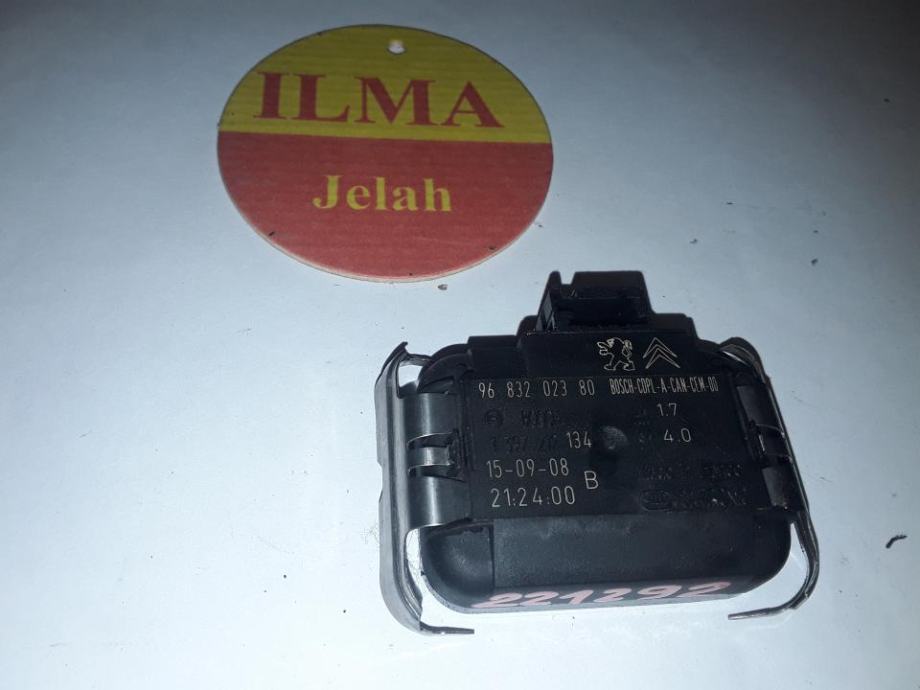 ILMA
Jelah
96 832 023 80 BOSCH-CDPL-A-CAN-CEM-00
1.7
134 4.0
15-09-08 B
21:24:00
221292